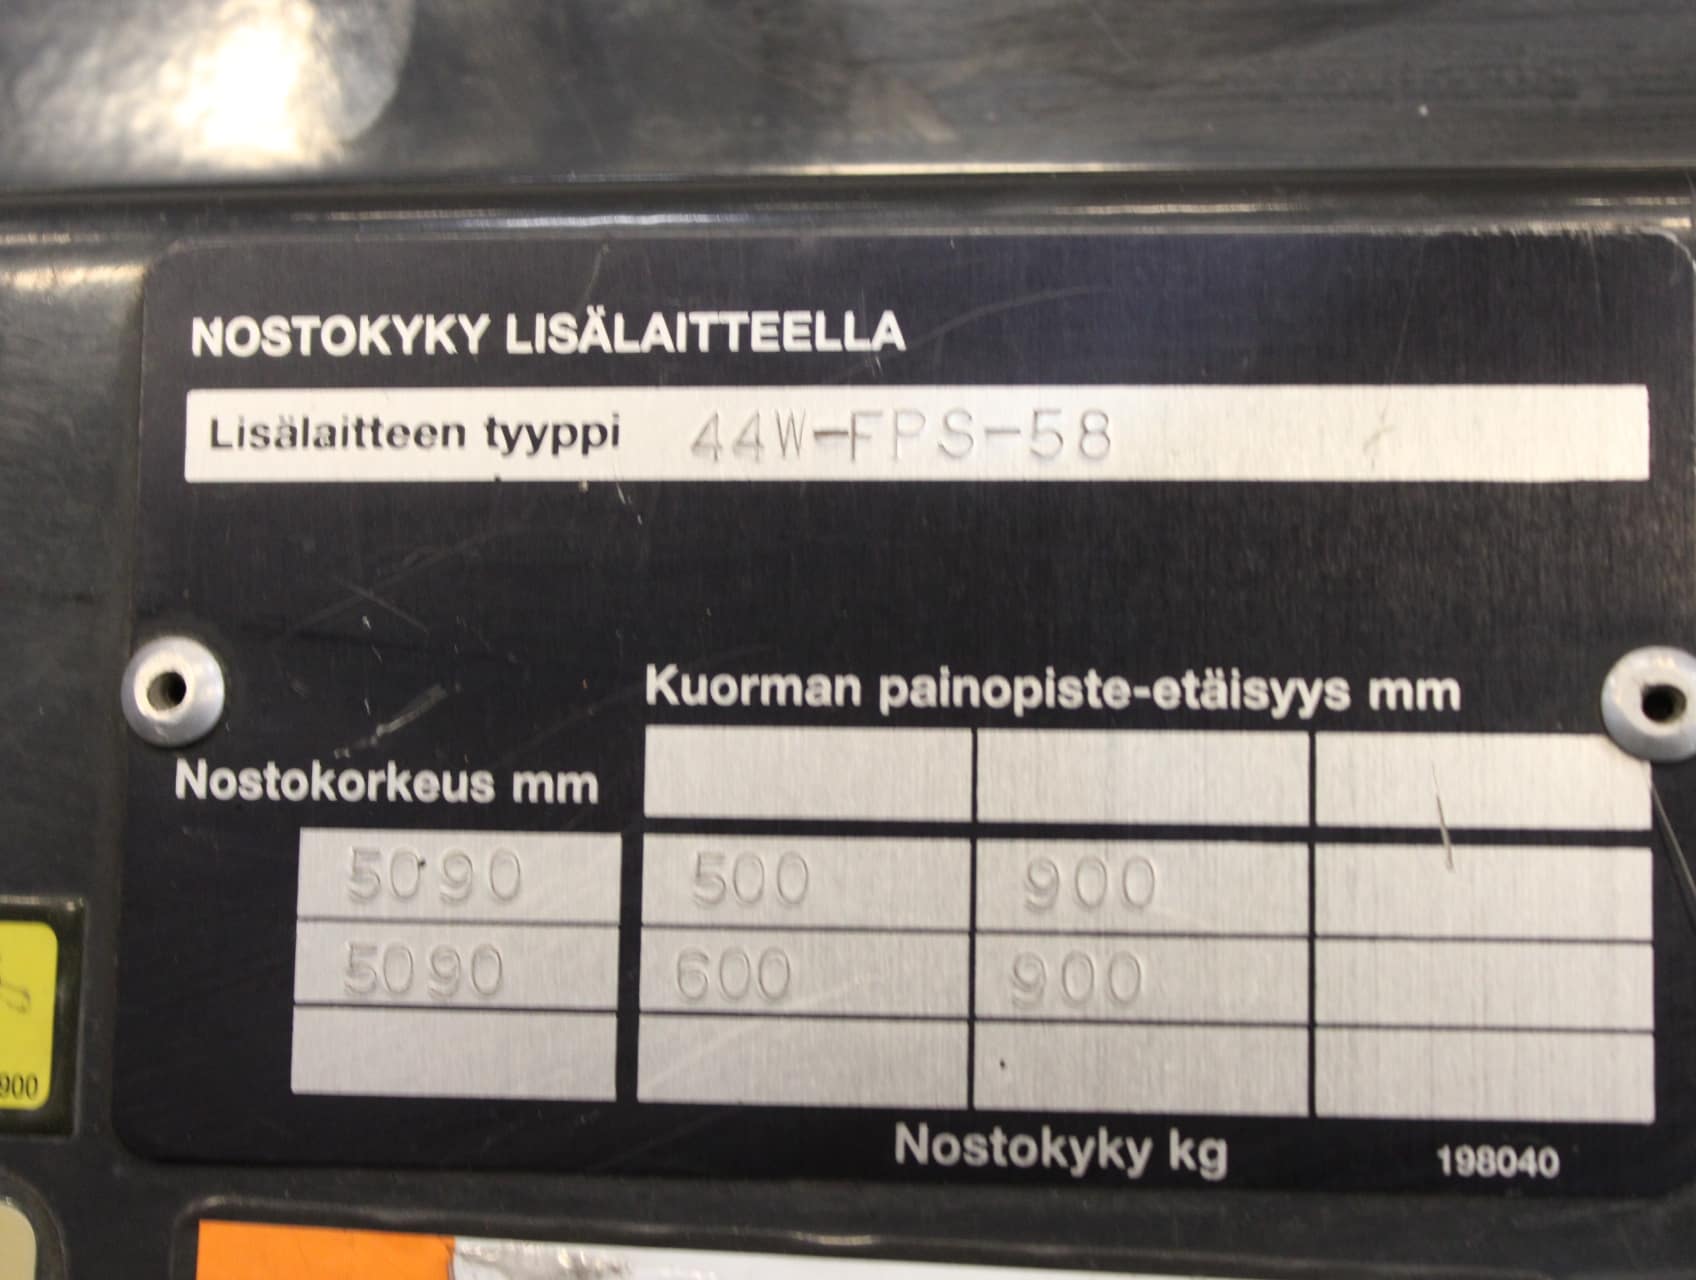 NOSTOKYKY LISÄLAITTEELLA
Lisälaitteen tyyppi 44W-FPS-58
Kuorman painopiste-etäisyys mm
Nostokorkeus mm
5090 500 900
5090 600 900
Nostokyky kg 198040
900